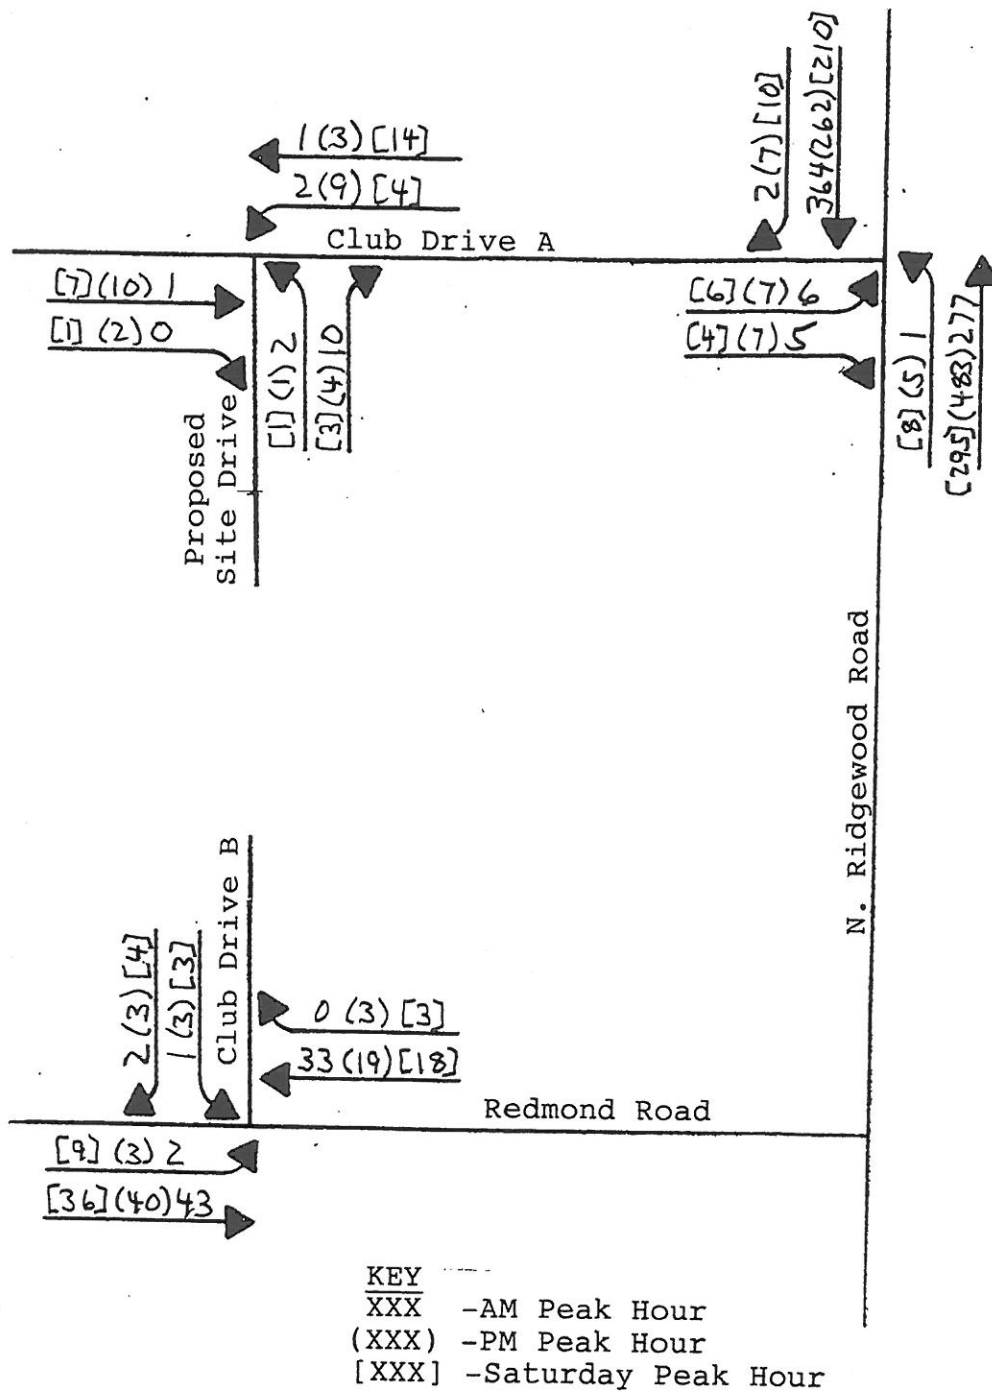 2(7)[10]
364(262)[210]
1(3)[14]
2(9)[4]
Club Drive A
[7](10)1
[1](2)0
[1](1)2
[3](4)10
[6](7)6
[4](7)5
[8](5)1
[295](483)277
Proposed
Site Drive
N. Ridgewood Road
Club Drive B
2(3)[4]
1(3)[3]
0(3)[3]
33(19)[18]
Redmond Road
[9](3)2
[36](40)43
KEY
XXX -AM Peak Hour
(XXX) -PM Peak Hour
[XXX] -Saturday Peak Hour